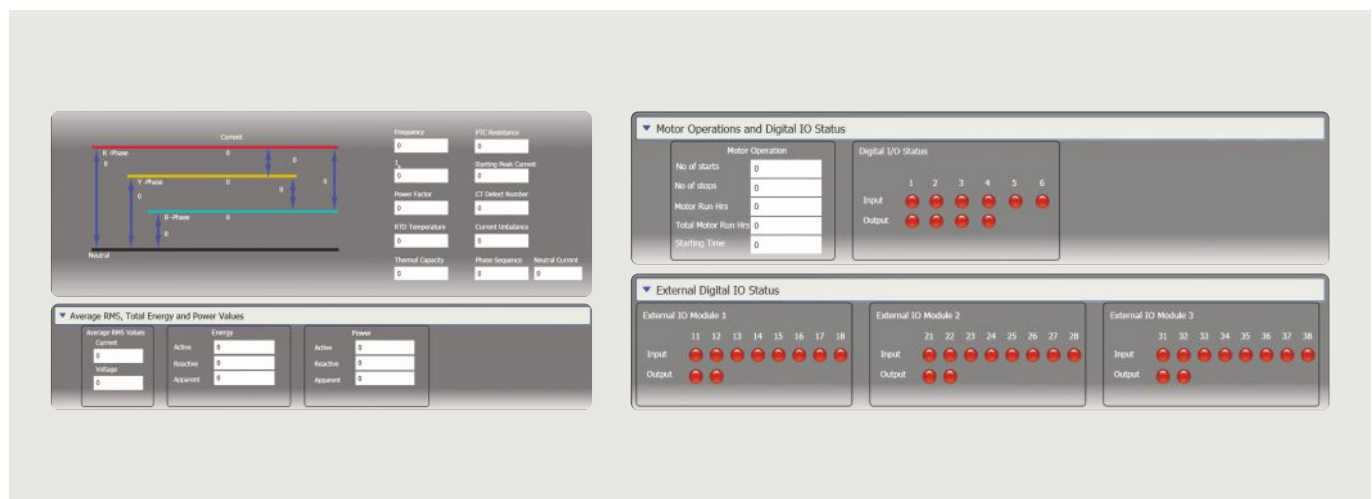 Current
R -Phase 0
0 0
Y -Phase 0 0 0
0
B -Phase 0
0
Neutral
Frequency PTC Resistance
0 0
Starting Peak Current
0 0
Power Factor CT Detect Number
0 0
RTD Temperature Current Unbalance
0 0
Thermal Capacity Phase Sequence Neutral Current
0 0 0
Average RMS, Total Energy and Power Values
Average RMS Values Energy Power
Current
0
Voltage
0
Active 0
Reactive 0
Apparent 0
Active 0
Reactive 0
Apparent 0
Motor Operations and Digital IO Status
Motor Operation
No of starts 0
No of stops 0
Motor Run Hrs 0
Total Motor Run Hrs 0
Starting Time 0
Digital I/O Status
1 2 3 4 5 6
Input
Output
External Digital IO Status
External IO Module 1
11 12 13 14 15 16 17 18
Input
Output
External IO Module 2
21 22 23 24 25 26 27 28
Input
Output
External IO Module 3
31 32 33 34 35 36 37 38
Input
Output